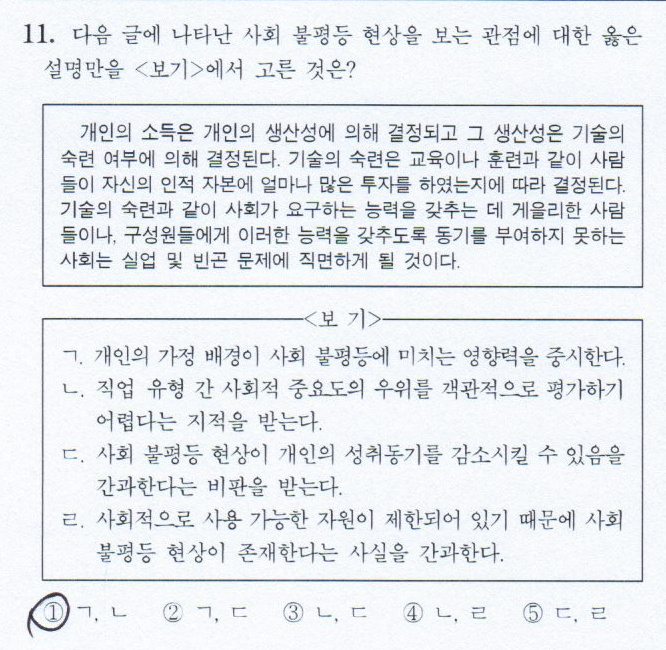 11. 다음 글에 나타난 사회 불평등 현상을 보는 관점에 대한 옳은
설명만을 <보기>에서 고른 것은?
개인의 소득은 개인의 생산성에 의해 결정되고 그 생산성은 기술의
숙련 여부에 의해 결정된다. 기술의 숙련은 교육이나 훈련과 같이 사람
들이 자신의 인적 자본에 얼마나 많은 투자를 하였는지에 따라 결정된다.
기술의 숙련과 같이 사회가 요구하는 능력을 갖추는 데 게을리한 사람
들이나, 구성원들에게 이러한 능력을 갖추도록 동기를 부여하지 못하는
사회는 실업 및 빈곤 문제에 직면하게 될 것이다.
<보 기>
ㄱ. 개인의 가정 배경이 사회 불평등에 미치는 영향력을 중시한다.
ㄴ. 직업 유형 간 사회적 중요도의 우위를 객관적으로 평가하기
어렵다는 지적을 받는다.
ㄷ. 사회 불평등 현상이 개인의 성취동기를 감소시킬 수 있음을
간과한다는 비판을 받는다.
ㄹ. 사회적으로 사용 가능한 자원이 제한되어 있기 때문에 사회
불평등 현상이 존재한다는 사실을 간과한다.
① ㄱ, ㄴ ② ㄱ, ㄷ ③ ㄴ, ㄷ ④ ㄴ, ㄹ ⑤ ㄷ, ㄹ